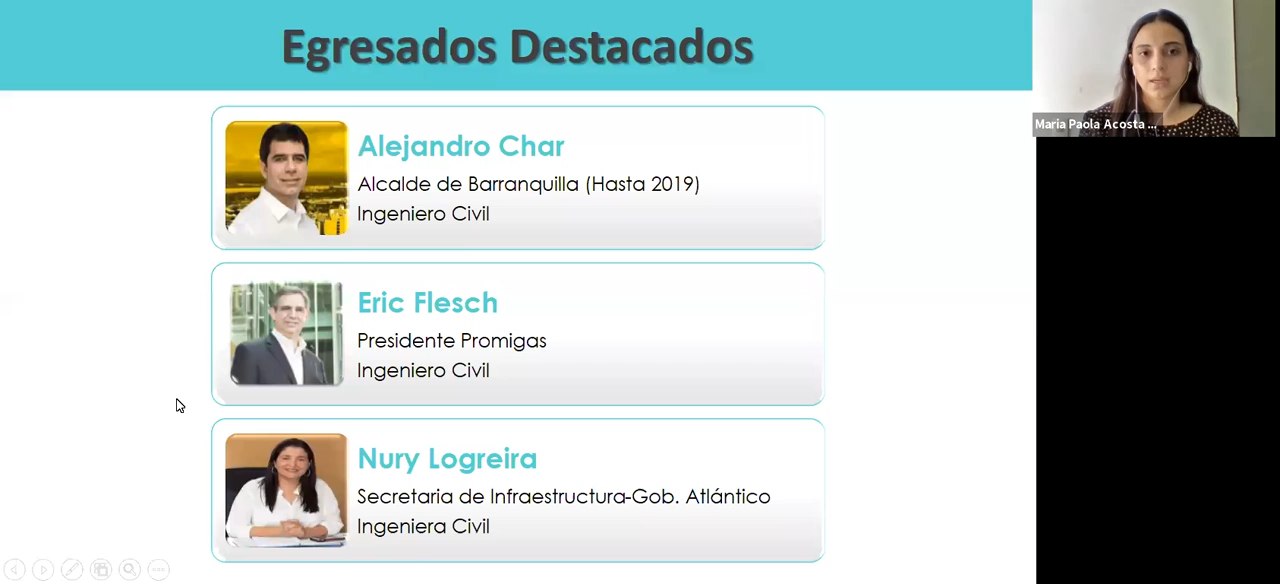 Egresados Destacados
Maria Paola Acosta ...
Alejandro Char
Alcalde de Barranquilla (Hasta 2019)
Ingeniero Civil
Eric Flesch
Presidente Promigas
Ingeniero Civil
Nury Logreira
Secretaria de Infraestructura-Gob. Atlántico
Ingeniera Civil